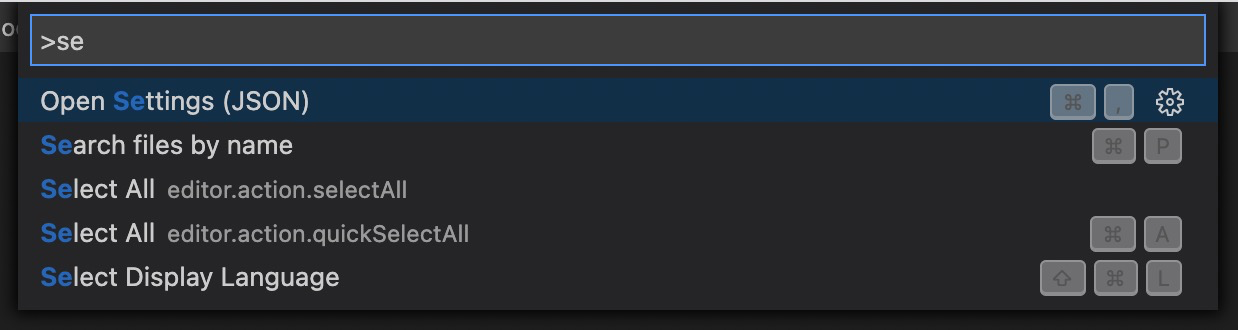 >se
Open Settings (JSON) ⌘ ,
Search files by name ⌘ P
Select All editor.action.selectAll
Select All editor.action.quickSelectAll ⌘ A
Select Display Language ⇧ ⌘ L